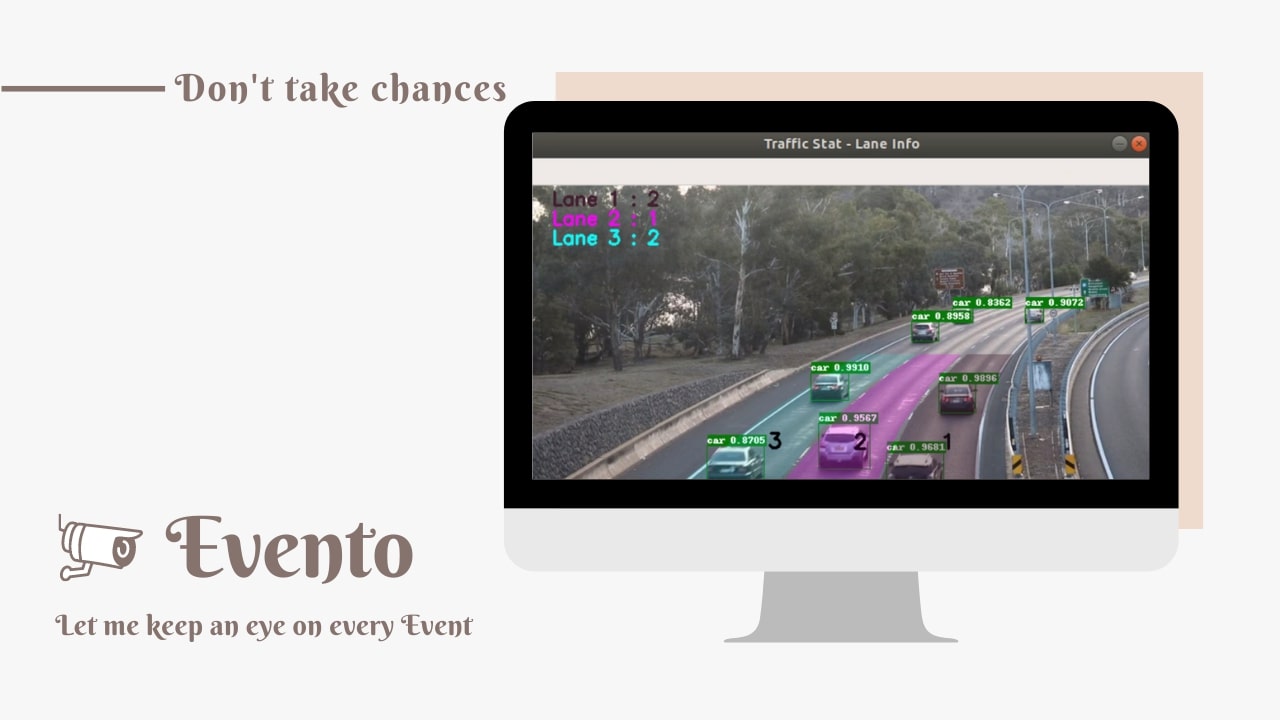 Don't take chances
Traffic Stat - Lane Info
Lane 1 : 2
Lane 2 : 1
Lane 3 : 2
car 0.8362
car 0.9072
car 0.8958
car 0.9910
car 0.9896
car 0.9567
car 0.8705
3
2
1
car 0.9681
Evento
Let me keep an eye on every Event